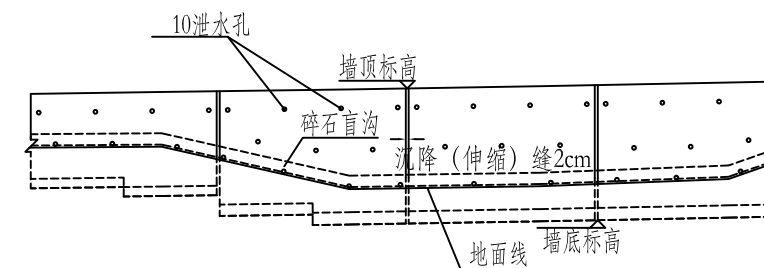 10泄水孔
墙顶标高
碎石盲沟
沉降（伸缩）缝2cm
墙底标高
地面线